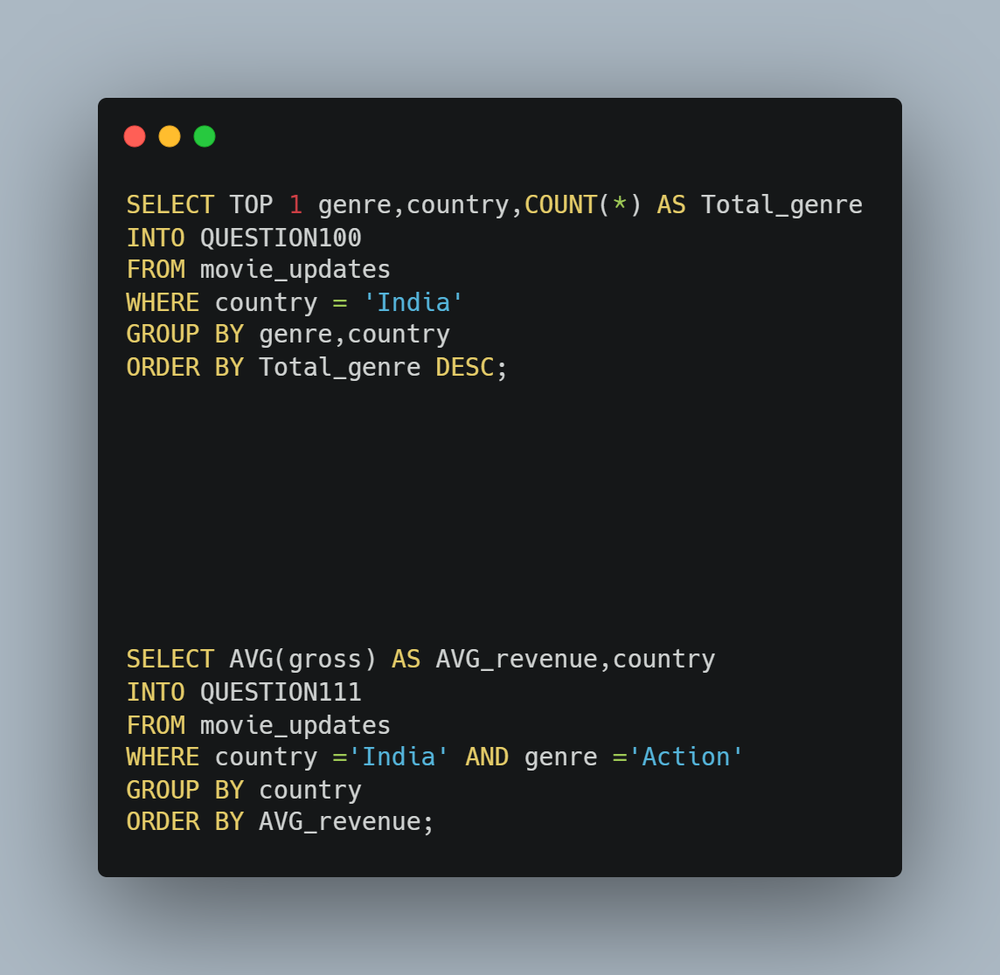 SELECT TOP 1 genre,country,COUNT(*) AS Total_genre
INTO QUESTION100
FROM movie_updates
WHERE country = 'India'
GROUP BY genre,country
ORDER BY Total_genre DESC;
SELECT AVG(gross) AS AVG_revenue,country
INTO QUESTION111
FROM movie_updates
WHERE country ='India' AND genre ='Action'
GROUP BY country
ORDER BY AVG_revenue;